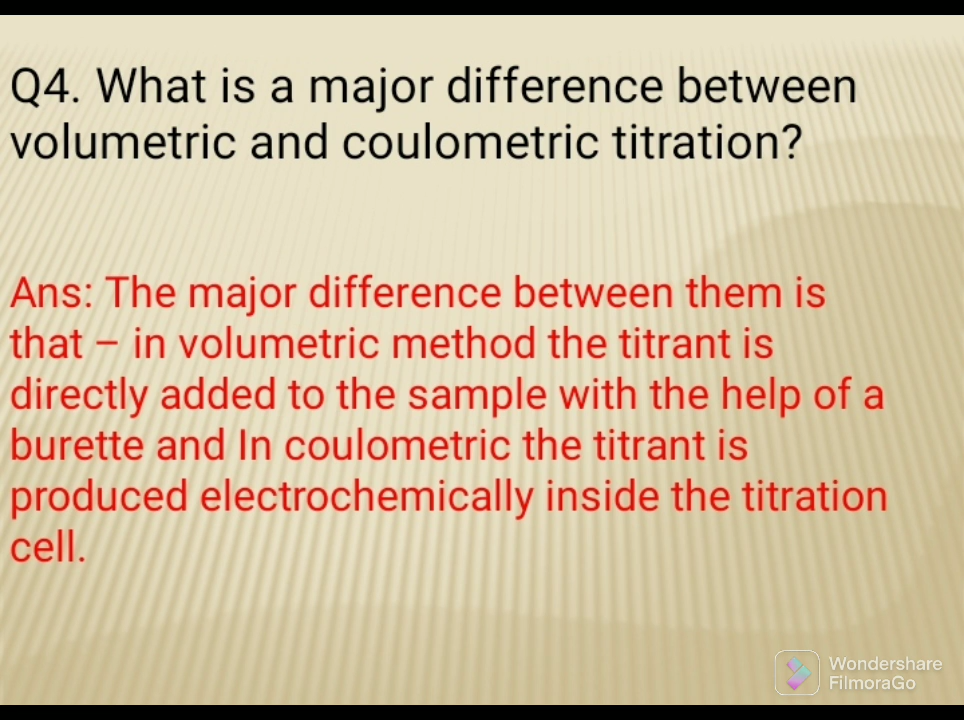 Q4. What is a major difference between
volumetric and coulometric titration?
Ans: The major difference between them is
that – in volumetric method the titrant is
directly added to the sample with the help of a
burette and In coulometric the titrant is
produced electrochemically inside the titration
cell.
Wondershare
FilmoraGo